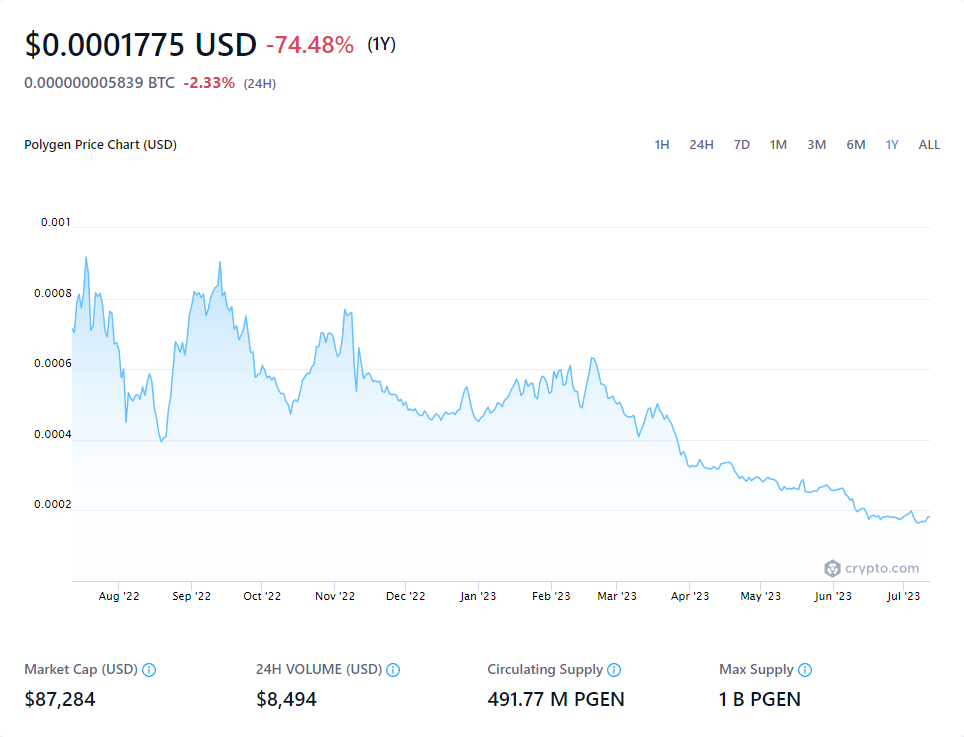 $0.0001775 USD -74.48% (1Y)
0.000000005839 BTC -2.33% (24H)
Polygen Price Chart (USD) 1H 24H 7D 1M 3M 6M 1Y ALL
0.001
0.0008
0.0006
0.0004
0.0002
crypto.com
Aug '22 Sep '22 Oct '22 Nov '22 Dec '22 Jan '23 Feb '23 Mar '23 Apr '23 May '23 Jun '23 Jul '23
Market Cap (USD) 24H VOLUME (USD) Circulating Supply Max Supply
$87,284 $8,494 491.77 M PGEN 1 B PGEN